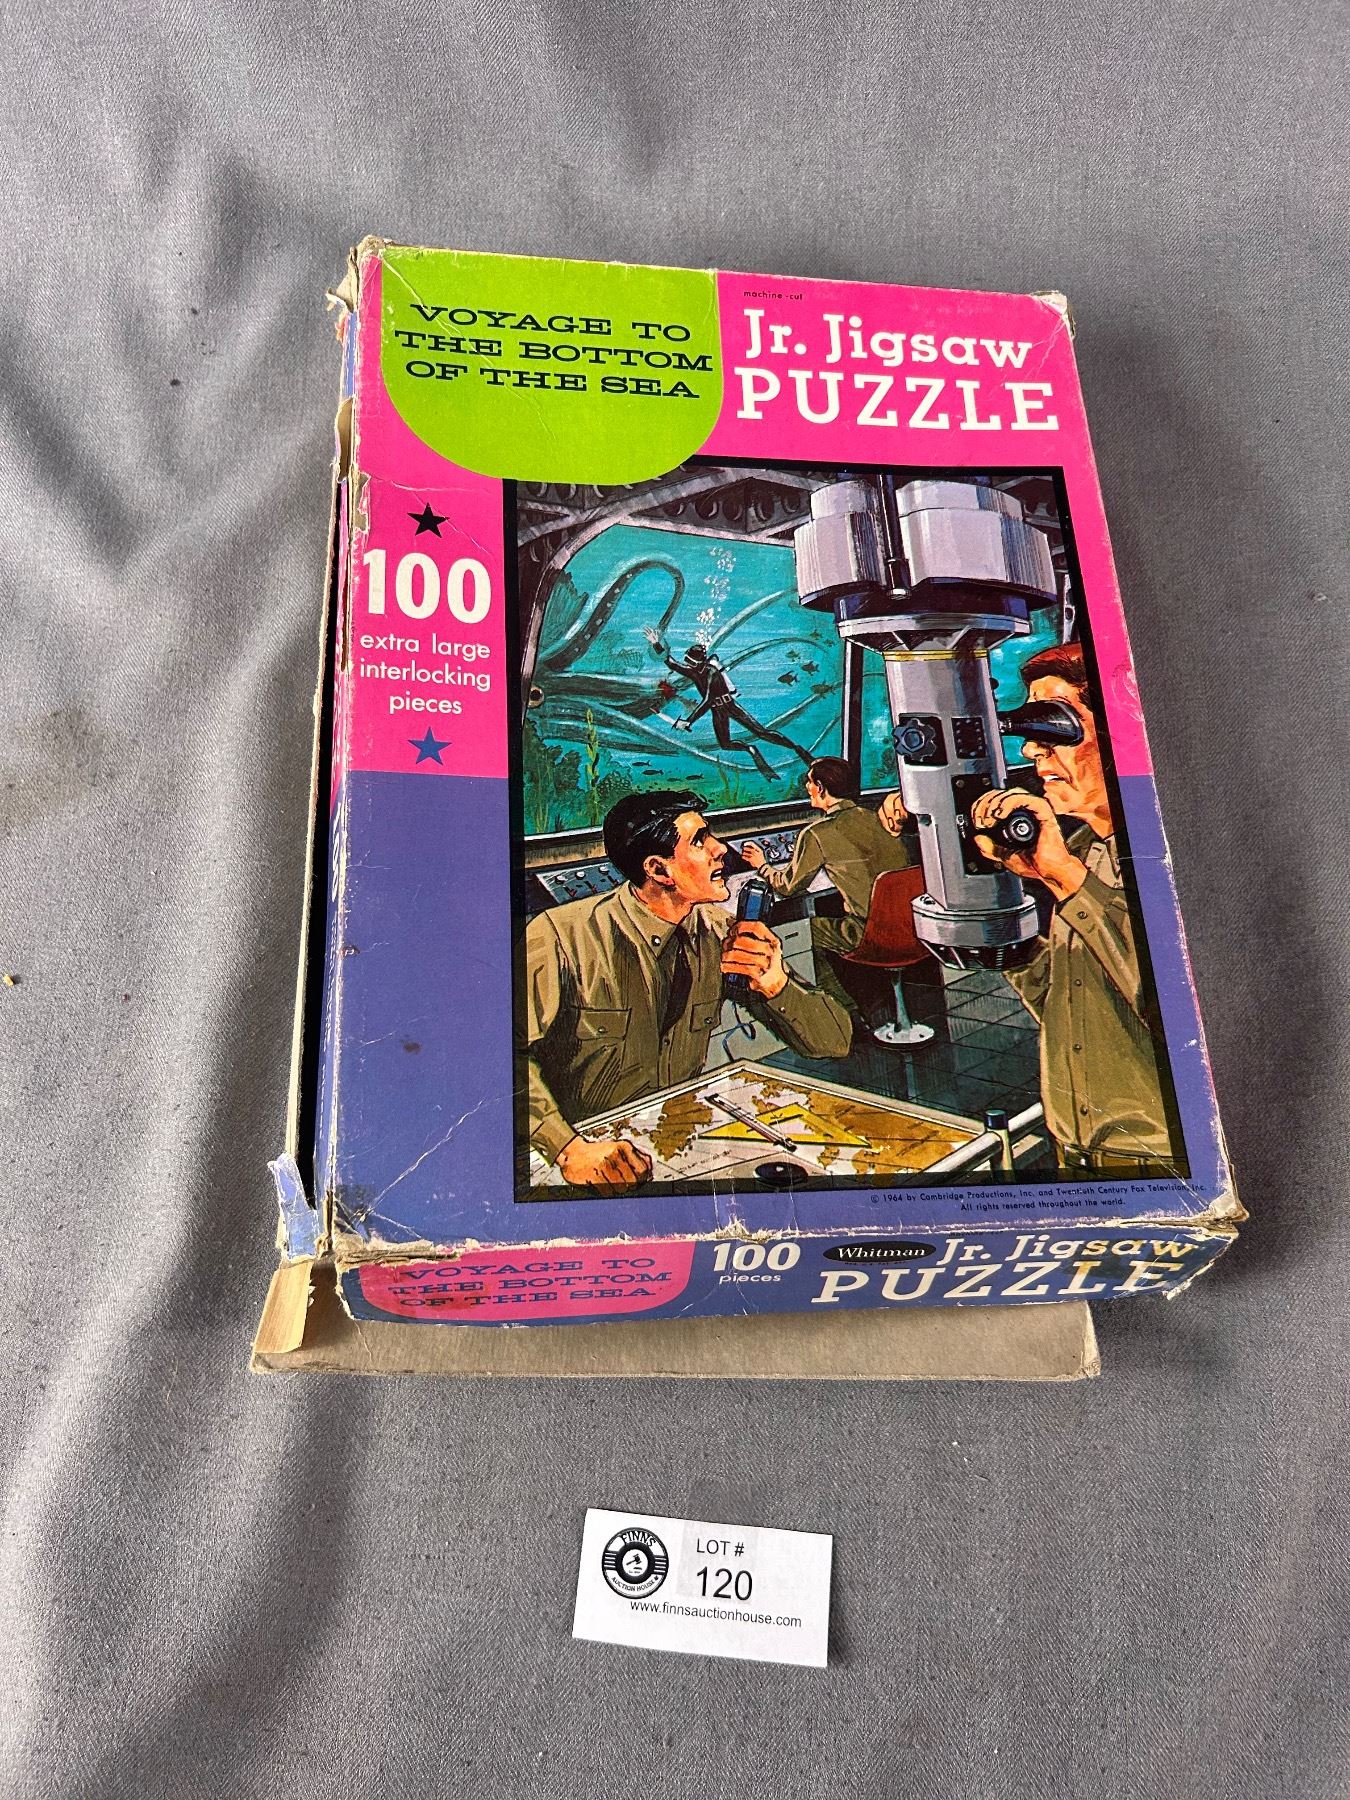 machine-cut
VOYAGE TO
THE BOTTOM
OF THE SEA
Jr. Jigsaw
PUZZLE
100
extra large
interlocking
pieces
© 1964 by Cambridge Productions, Inc. and Twentieth Century Fox Television, Inc.
All rights reserved throughout the world.
VOYAGE TO
THE BOTTOM
OF THE SEA
100
pieces
Whitman
Jr. Jigsaw
PUZZLE
FINNS
AUCTION HOUSE
LOT #
120
www.finnsauctionhouse.com